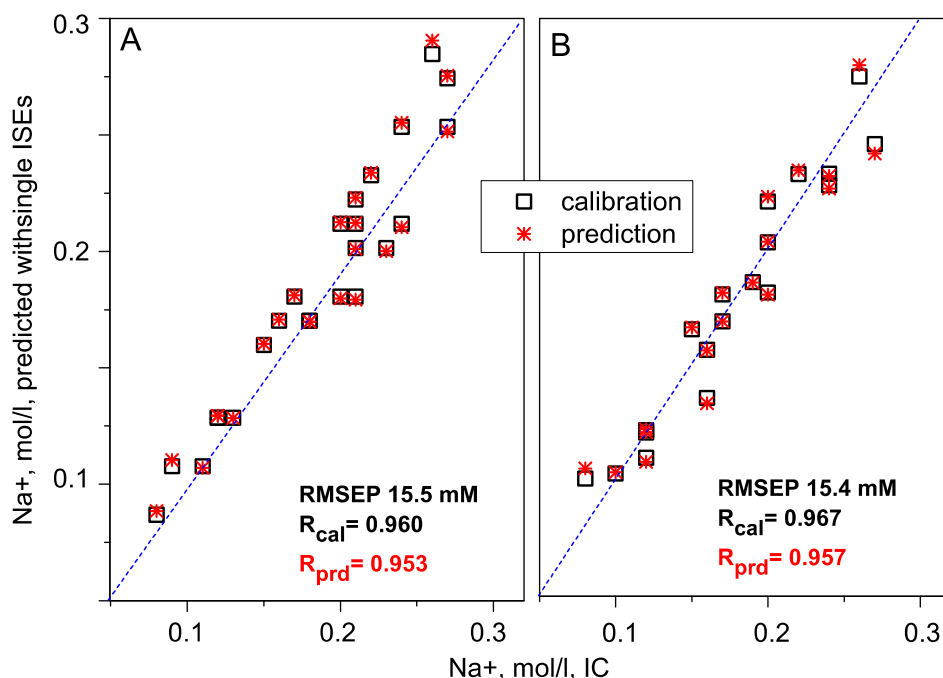 Na+, mol/l, predicted withsingle ISEs
0.3
0.2
0.1
A
B
calibration
prediction
RMSEP 15.5 mM
Rcal= 0.960
Rprd= 0.953
RMSEP 15.4 mM
Rcal= 0.967
Rprd= 0.957
0.1 0.2 0.3 0.1 0.2 0.3
Na+, mol/l, IC